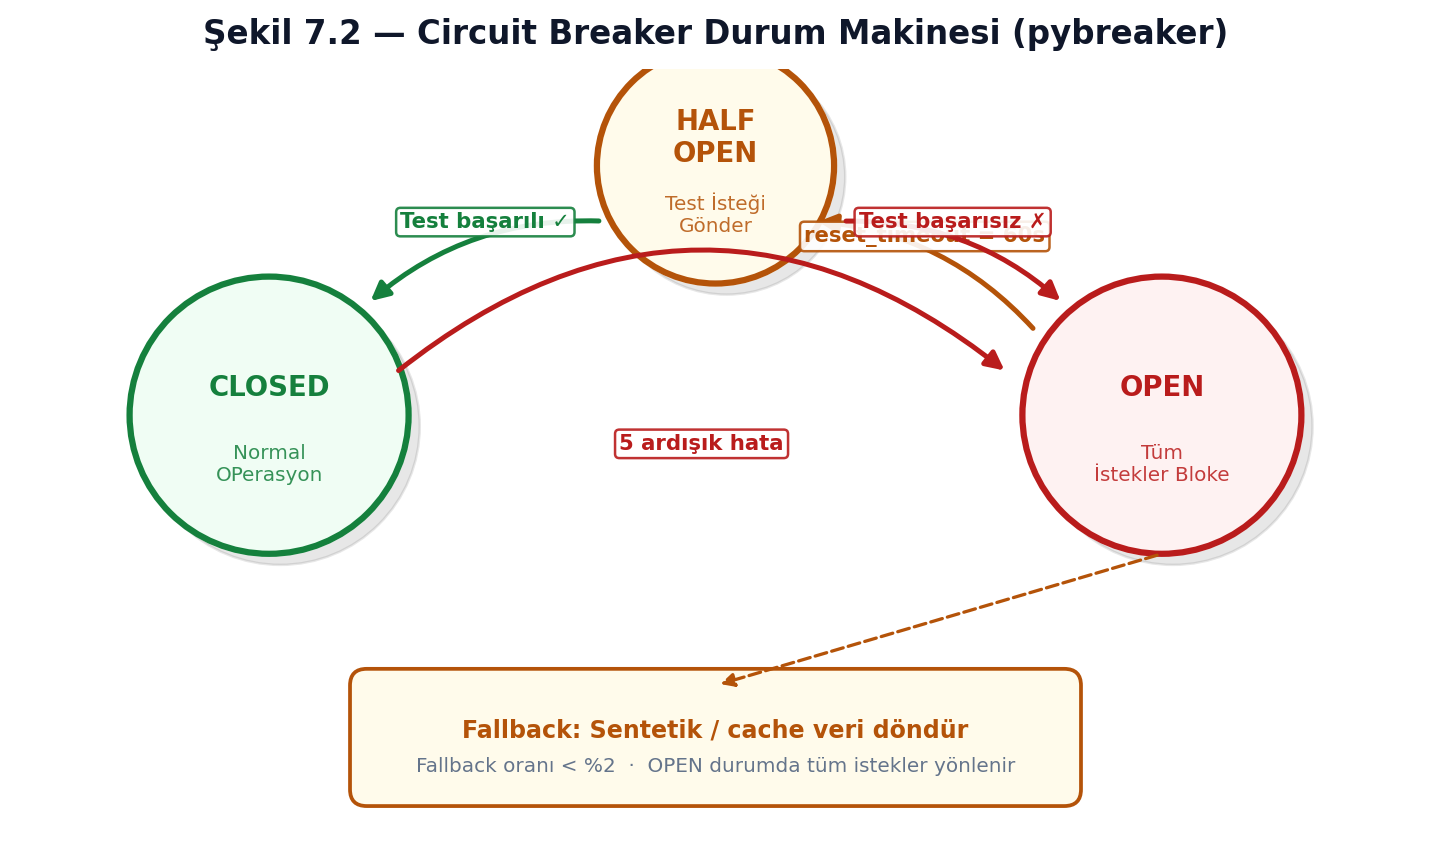 Şekil 7.2 — Circuit Breaker Durum Makinesi (pybreaker)
HALF
OPEN
Test İsteği
Gönder
Test başarılı ✓
Test başarısız ✗
reset_timeout = 60s
CLOSED
Normal
OPerasyon
5 ardışık hata
OPEN
Tüm
İstekler Bloke
Fallback: Sentetik / cache veri döndür
Fallback oranı < %2 · OPEN durumda tüm istekler yönlenir